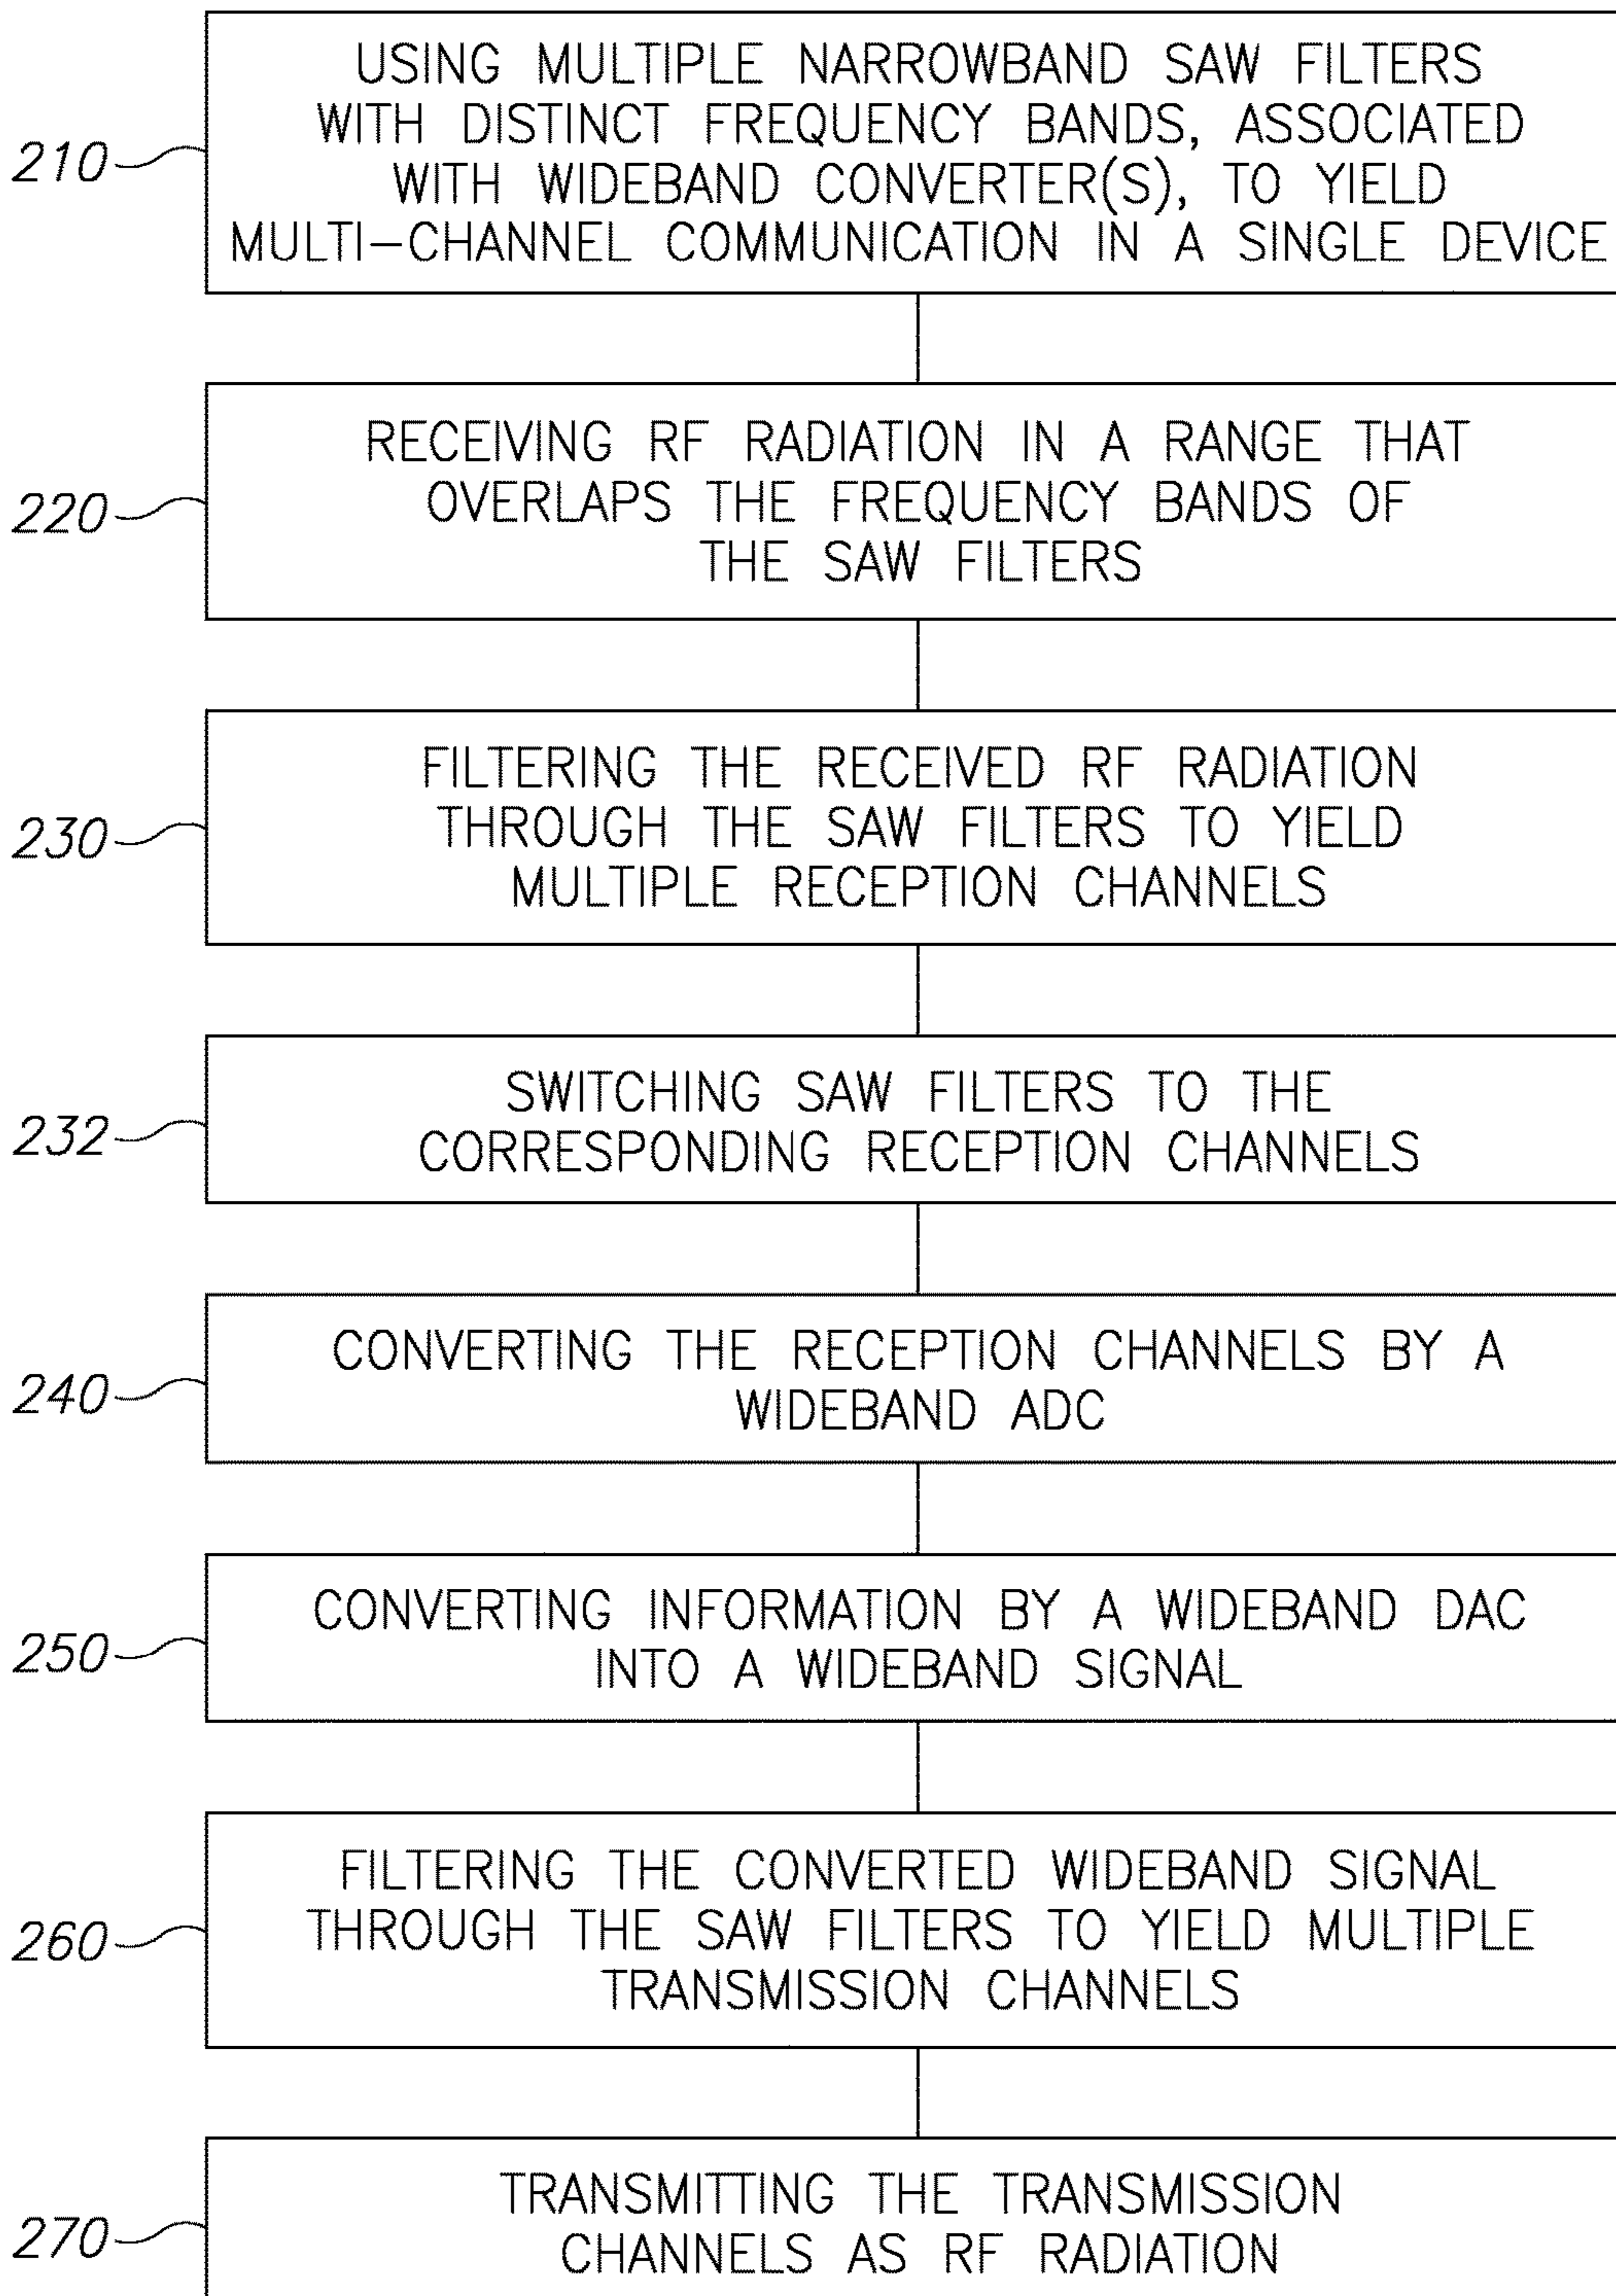 210
USING MULTIPLE NARROWBAND SAW FILTERS
WITH DISTINCT FREQUENCY BANDS, ASSOCIATED
WITH WIDEBAND CONVERTER(S), TO YIELD
MULTI-CHANNEL COMMUNICATION IN A SINGLE DEVICE
220
RECEIVING RF RADIATION IN A RANGE THAT
OVERLAPS THE FREQUENCY BANDS OF
THE SAW FILTERS
230
FILTERING THE RECEIVED RF RADIATION
THROUGH THE SAW FILTERS TO YIELD
MULTIPLE RECEPTION CHANNELS
232
SWITCHING SAW FILTERS TO THE
CORRESPONDING RECEPTION CHANNELS
240
CONVERTING THE RECEPTION CHANNELS BY A
WIDEBAND ADC
250
CONVERTING INFORMATION BY A WIDEBAND DAC
INTO A WIDEBAND SIGNAL
260
FILTERING THE CONVERTED WIDEBAND SIGNAL
THROUGH THE SAW FILTERS TO YIELD MULTIPLE
TRANSMISSION CHANNELS
270
TRANSMITTING THE TRANSMISSION
CHANNELS AS RF RADIATION